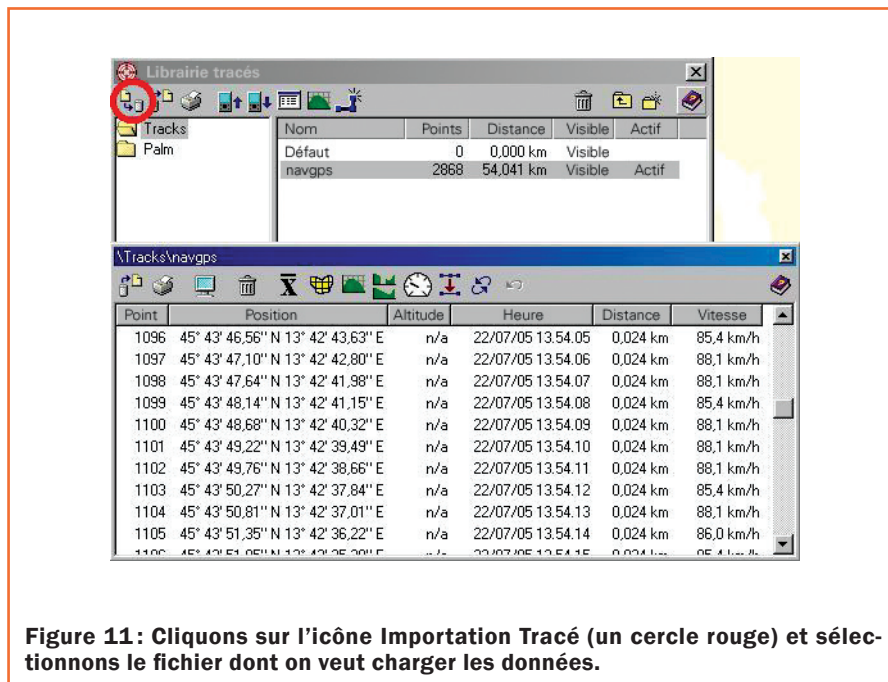 Librairie tracés
Tracks
Palm
Nom Points Distance Visible Actif
Défaut 0 0,000 km Visible
navgps 2868 54,041 km Visible Actif
\Tracks\navgps
Point Position Altitude Heure Distance Vitesse
1096 45° 43' 46,56'' N 13° 42' 43,63'' E n/a 22/07/05 13.54.05 0,024 km 85,4 km/h
1097 45° 43' 47,10'' N 13° 42' 42,80'' E n/a 22/07/05 13.54.06 0,024 km 88,1 km/h
1098 45° 43' 47,64'' N 13° 42' 41,98'' E n/a 22/07/05 13.54.07 0,024 km 88,1 km/h
1099 45° 43' 48,14'' N 13° 42' 41,15'' E n/a 22/07/05 13.54.08 0,024 km 85,4 km/h
1100 45° 43' 48,68'' N 13° 42' 40,32'' E n/a 22/07/05 13.54.09 0,024 km 88,1 km/h
1101 45° 43' 49,22'' N 13° 42' 39,49'' E n/a 22/07/05 13.54.10 0,024 km 88,1 km/h
1102 45° 43' 49,76'' N 13° 42' 38,66'' E n/a 22/07/05 13.54.11 0,024 km 88,1 km/h
1103 45° 43' 50,27'' N 13° 42' 37,84'' E n/a 22/07/05 13.54.12 0,024 km 85,4 km/h
1104 45° 43' 50,81'' N 13° 42' 37,01'' E n/a 22/07/05 13.54.13 0,024 km 88,1 km/h
1105 45° 43' 51,35'' N 13° 42' 36,22'' E n/a 22/07/05 13.54.14 0,024 km 86,0 km/h
Figure 11: Cliquons sur l'icône Importation Tracé (un cercle rouge) et sélec-
tionnons le fichier dont on veut charger les données.